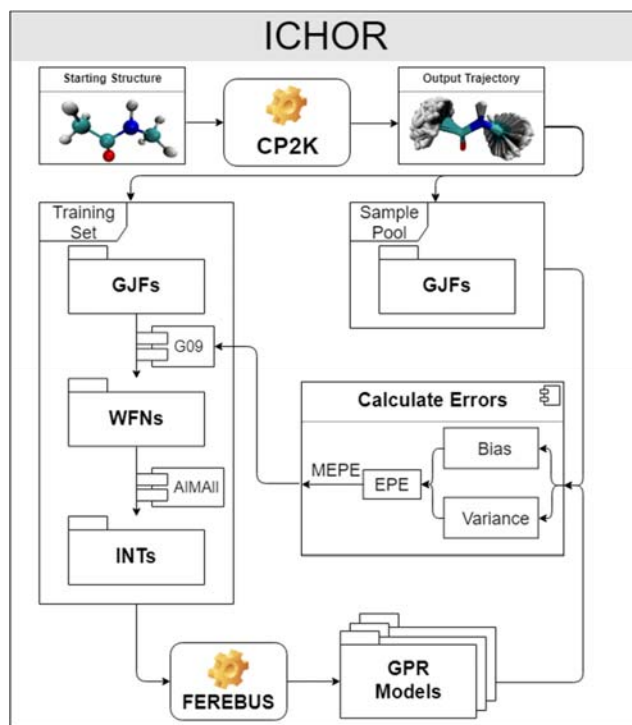 ICHOR
Starting Structure
CP2K
Output Trajectory
Training
Set
GJFs
G09
WFNs
AIMAll
INTs
Sample
Pool
GJFs
Calculate Errors
Bias
MEPE
EPE
Variance
FEREBUS
GPR
Models